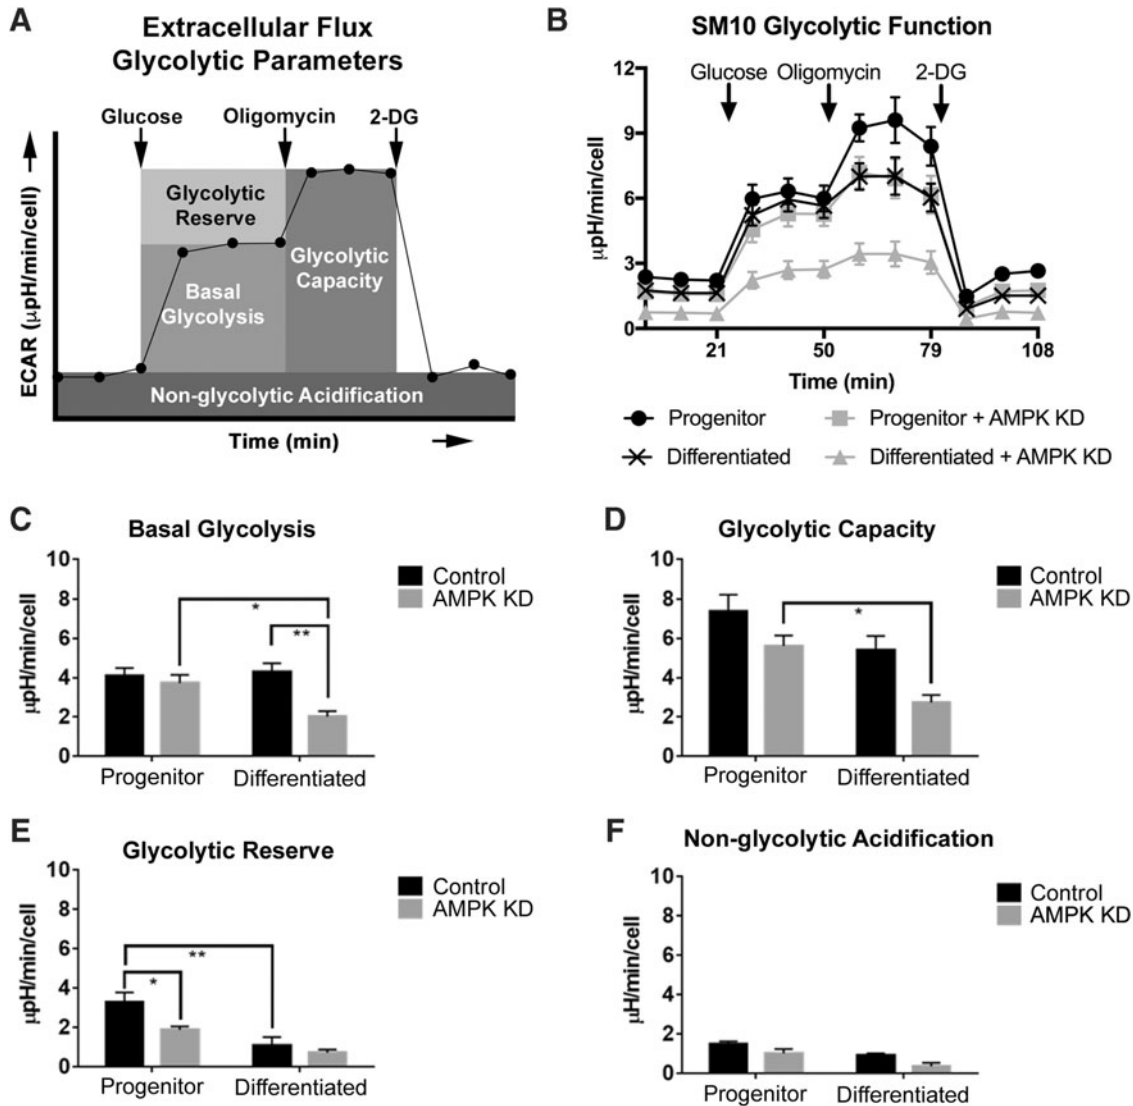 A
Extracellular Flux
Glycolytic Parameters
Glucose
Oligomycin
2-DG
ECAR (µpH/min/cell)
Glycolytic
Reserve
Basal
Glycolysis
Glycolytic
Capacity
Non-glycolytic Acidification
Time (min)
B
SM10 Glycolytic Function
Glucose
Oligomycin
2-DG
µpH/min/cell
12
9
6
3
0
21
50
79
108
Time (min)
Progenitor
Progenitor + AMPK KD
Differentiated
Differentiated + AMPK KD
C
Basal Glycolysis
µpH/min/cell
10
8
6
4
2
0
*
**
Progenitor
Differentiated
Control
AMPK KD
D
Glycolytic Capacity
µpH/min/cell
10
8
6
4
2
0
*
Progenitor
Differentiated
Control
AMPK KD
E
Glycolytic Reserve
µpH/min/cell
10
8
6
4
2
0
**
*
Progenitor
Differentiated
Control
AMPK KD
F
Non-glycolytic Acidification
µH/min/cell
10
8
6
4
2
0
Progenitor
Differentiated
Control
AMPK KD